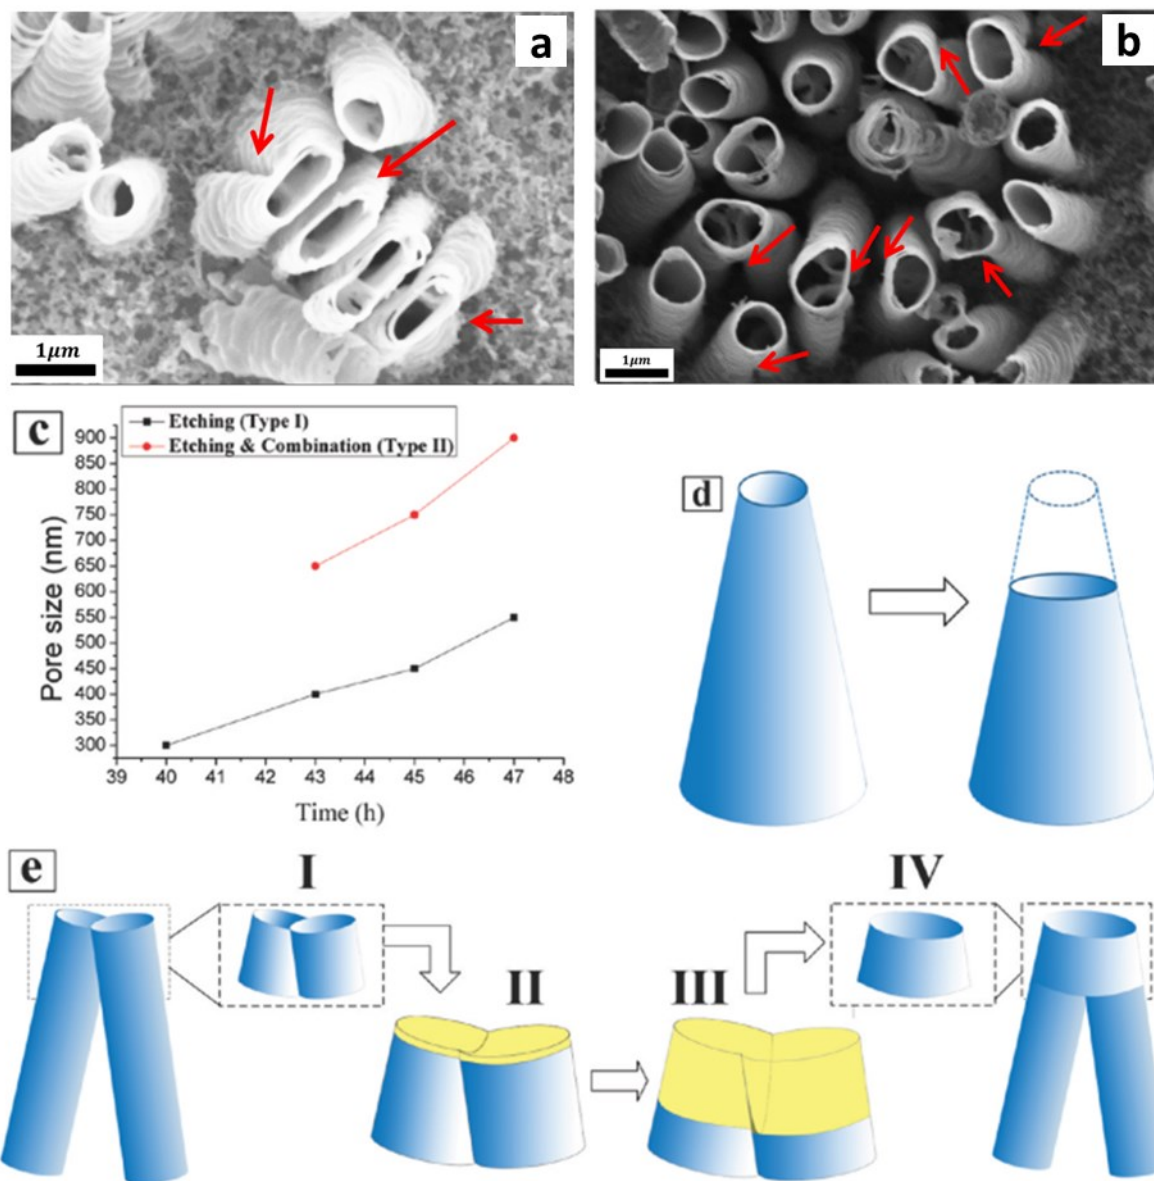 a
b
1μm
1μm
c
Etching (Type I)
Etching & Combination (Type II)
900
850
800
750
700
650
600
550
500
450
400
350
300
Pore size (nm)
39 40 41 42 43 44 45 46 47 48
Time (h)
d
e
I
II
III
IV